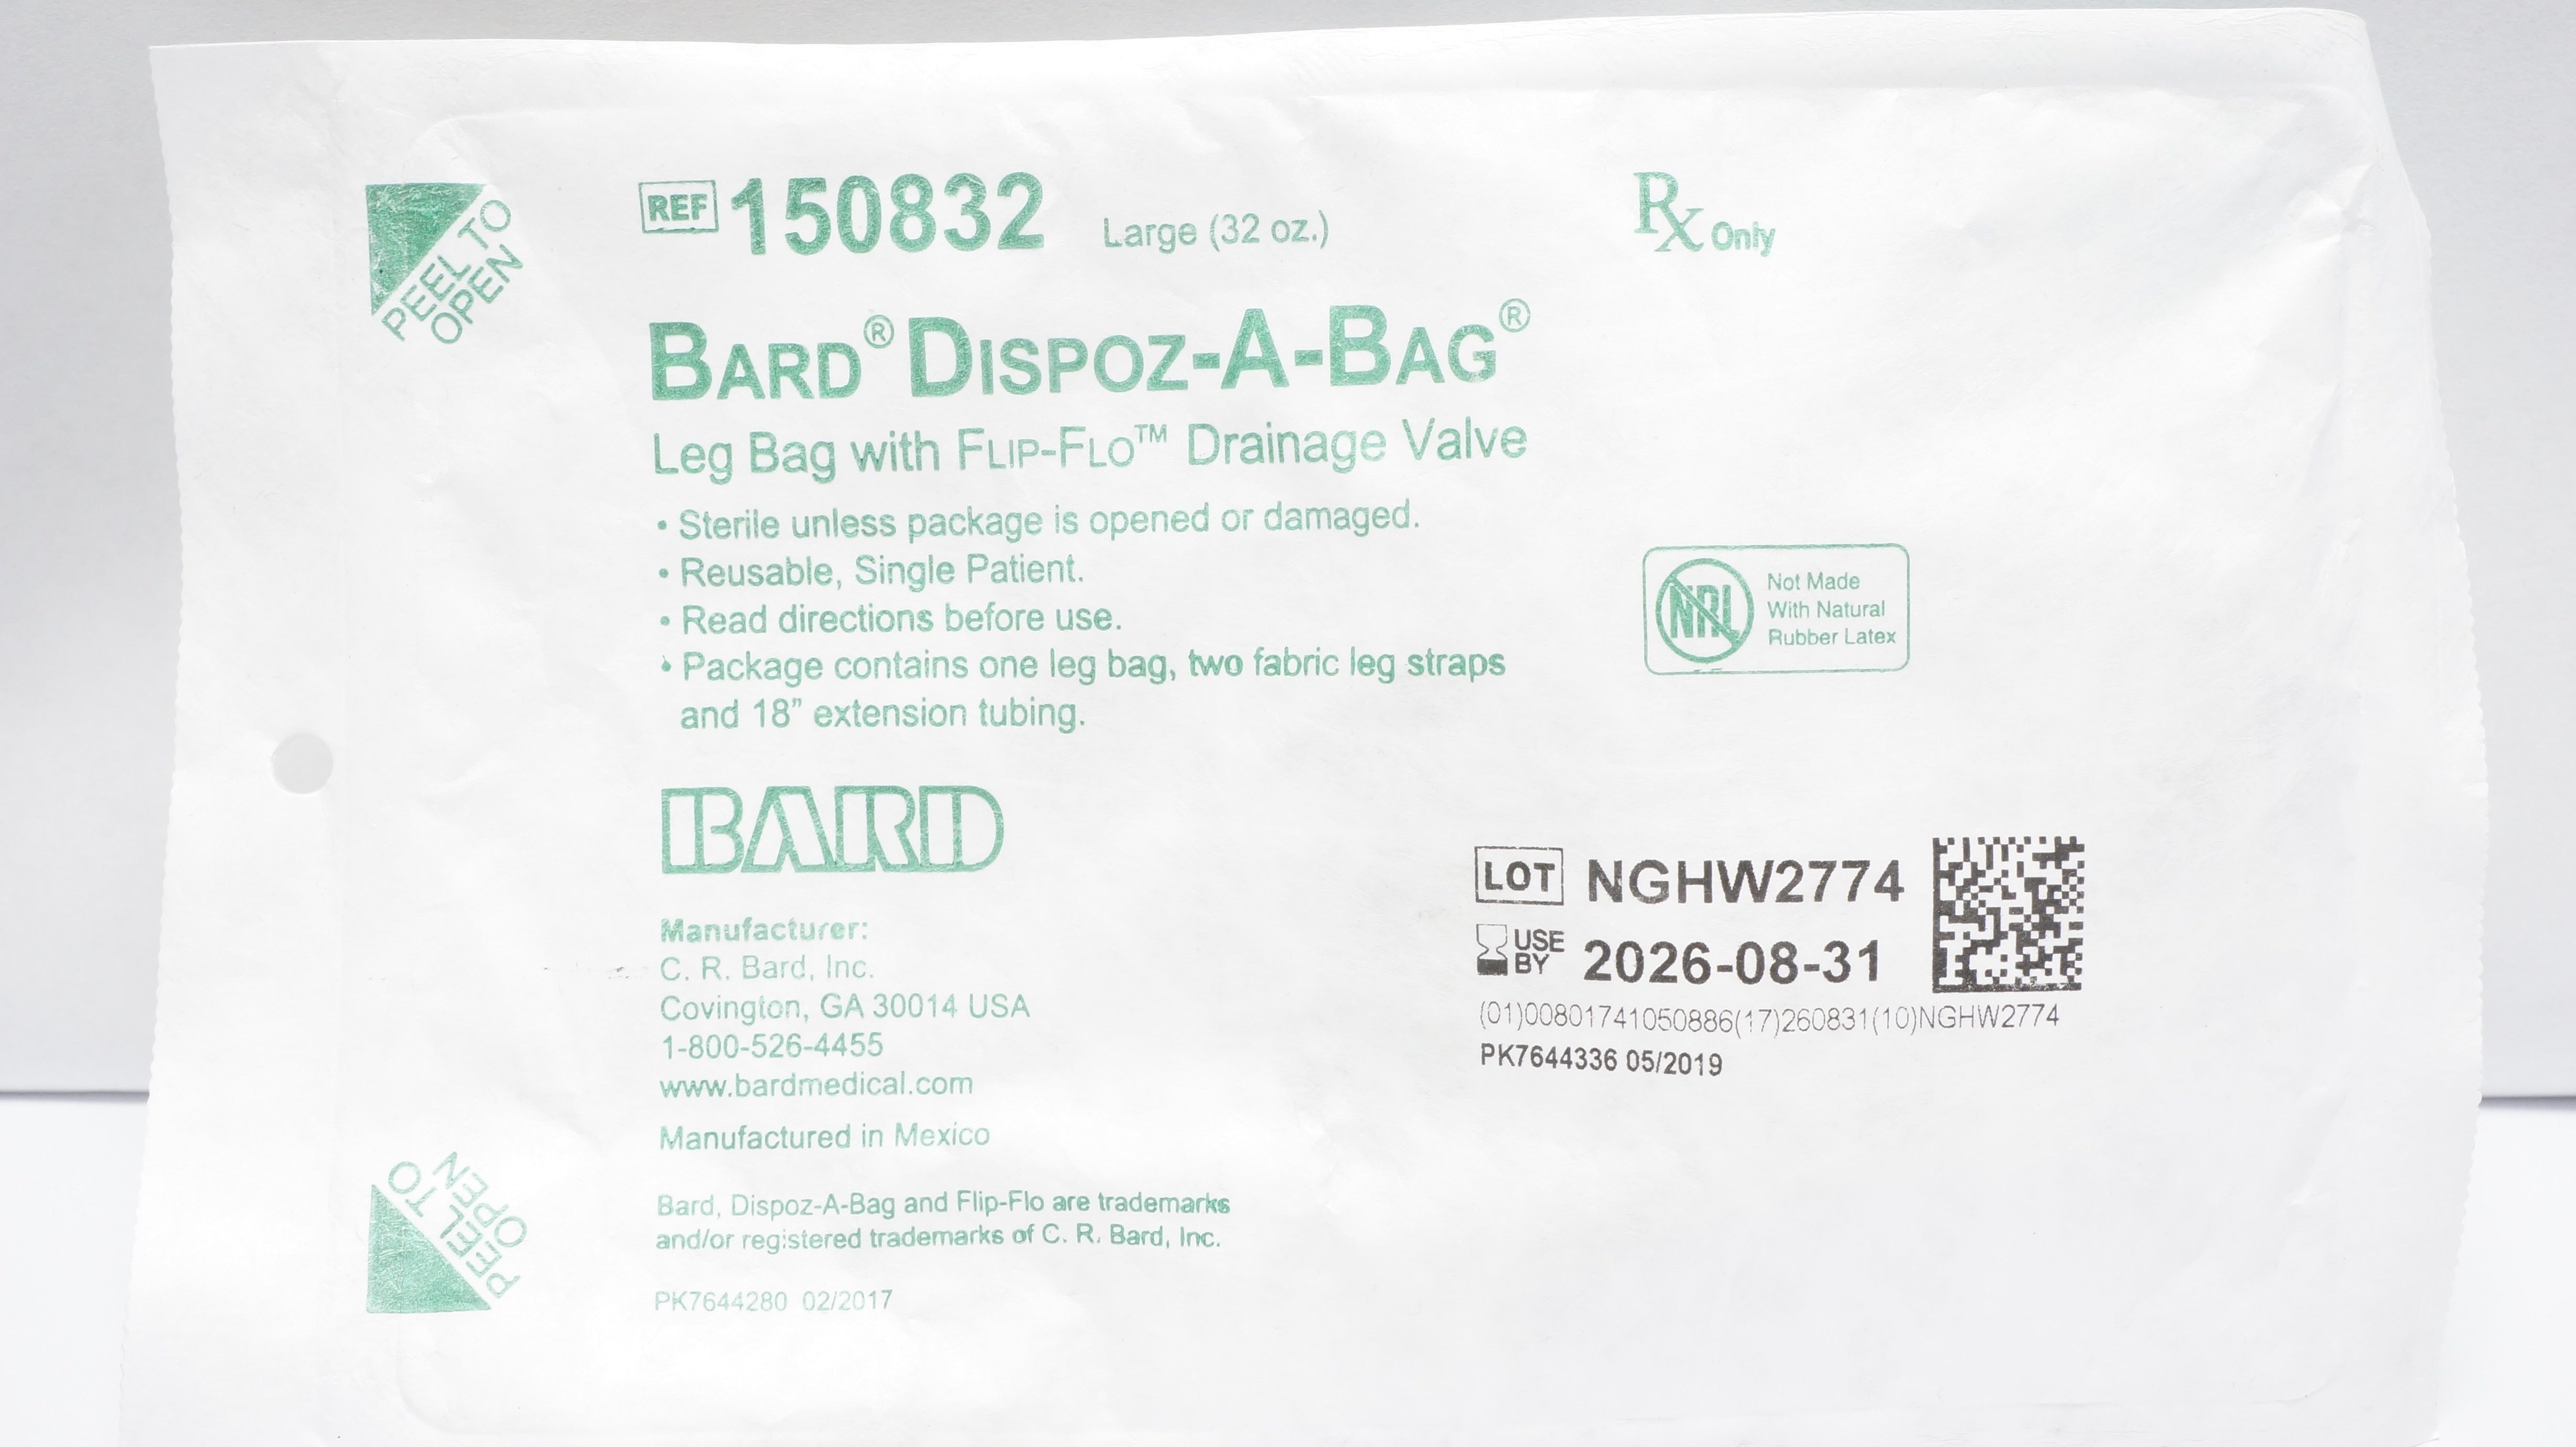 PEEL TO
OPEN
REF 150832 Large (32 oz.)
Rx Only
BARD® DISPOZ-A-BAG®
Leg Bag with FLIP-FLO™ Drainage Valve
• Sterile unless package is opened or damaged.
• Reusable, Single Patient.
• Read directions before use.
• Package contains one leg bag, two fabric leg straps
and 18” extension tubing.
NRL
Not Made
With Natural
Rubber Latex
BARD
Manufacturer:
C. R. Bard, Inc.
Covington, GA 30014 USA
1-800-526-4455
www.bardmedical.com
Manufactured in Mexico
Bard, Dispoz-A-Bag and Flip-Flo are trademarks
and/or registered trademarks of C. R. Bard, Inc.
PK7644280 02/2017
LOT NGHW2774
USE
BY 2026-08-31
(01)00801741050886(17)260831(10)NGHW2774
PK7644336 05/2019
PEEL TO
OPEN